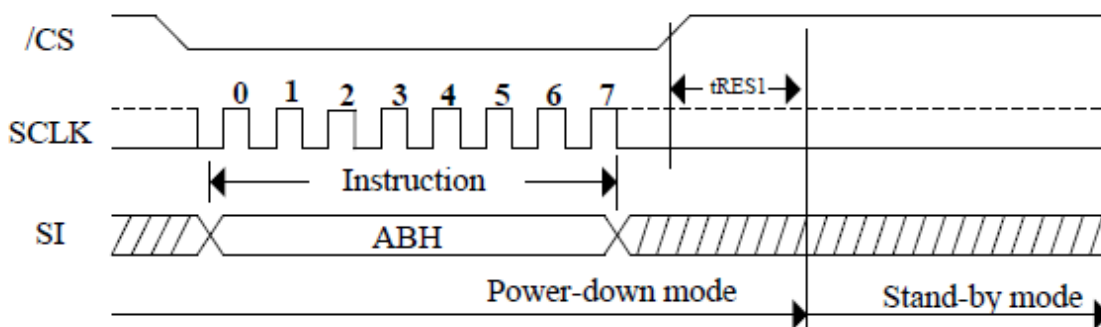 /CS
tRES1
0 1 2 3 4 5 6 7
SCLK
Instruction
SI
ABH
Power-down mode
Stand-by mode